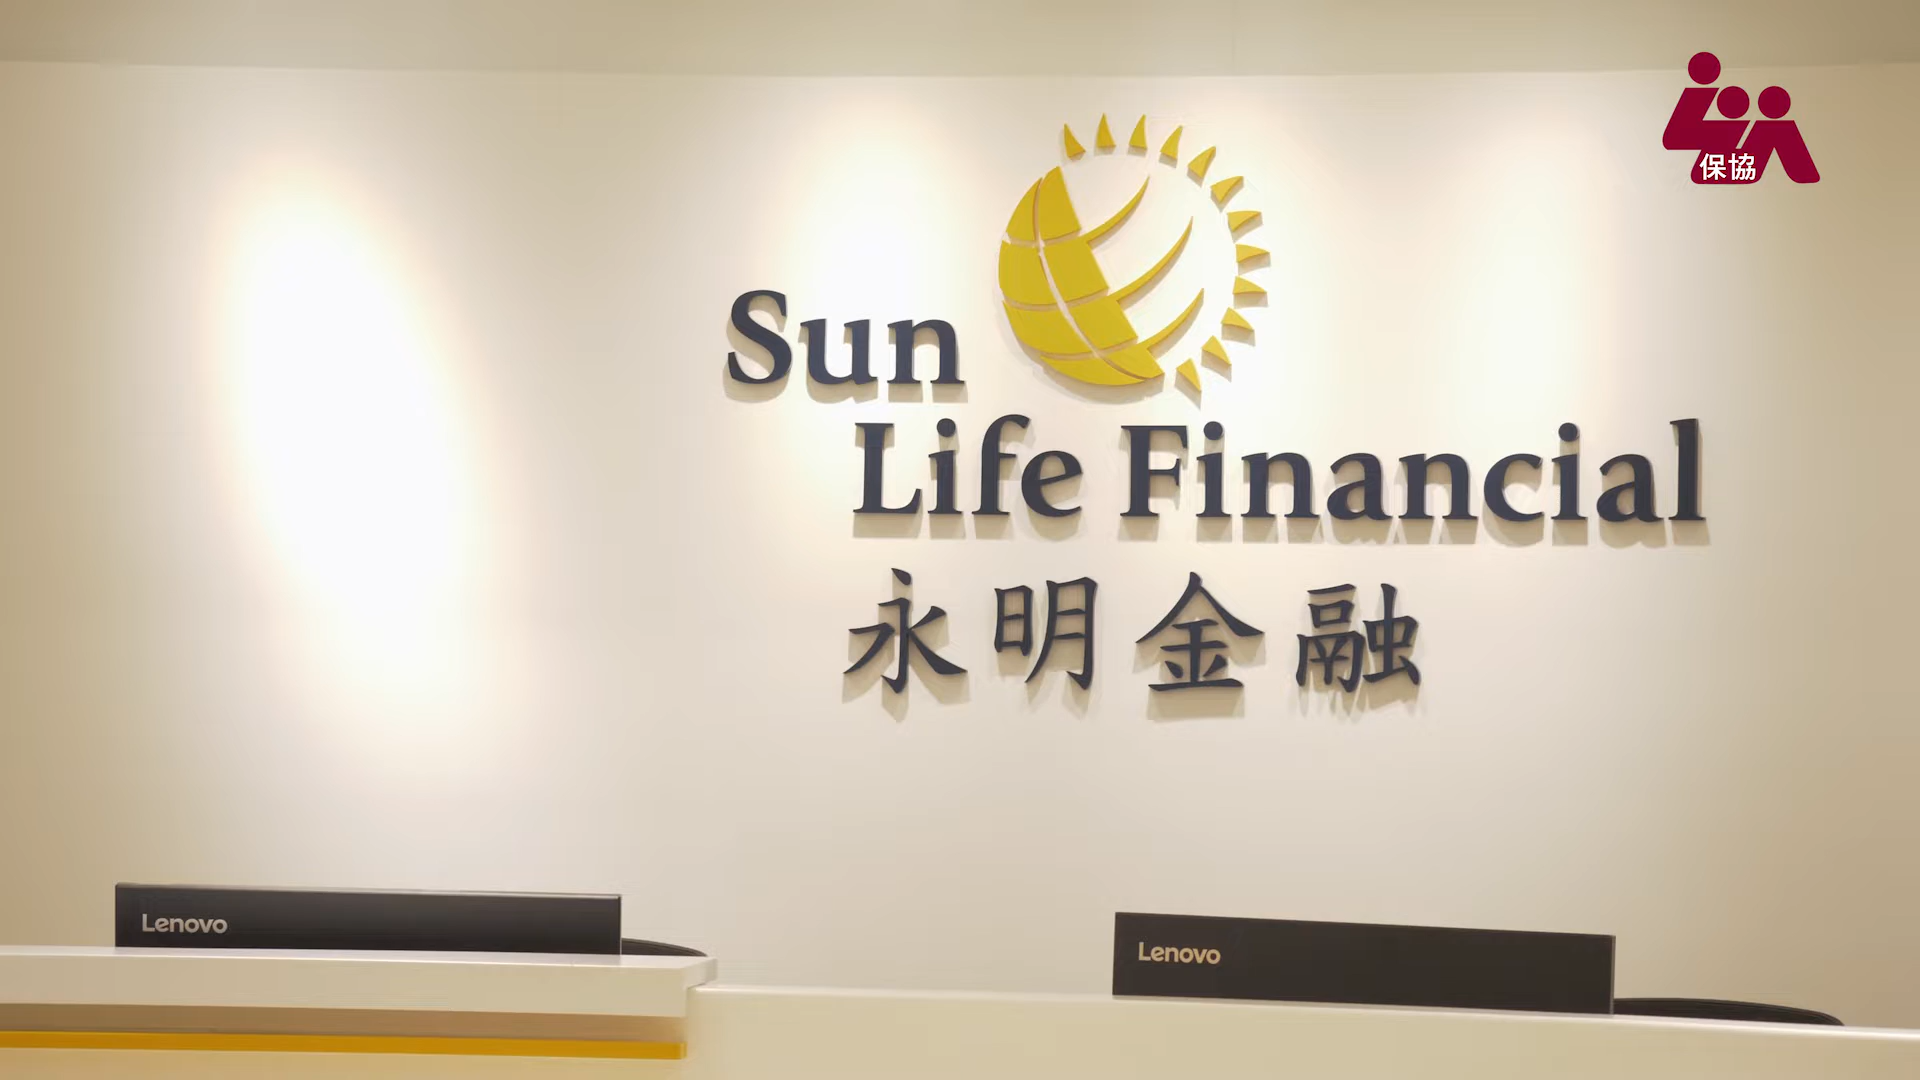 保協
Sun
Life Financial
永明金融
Lenovo
Lenovo